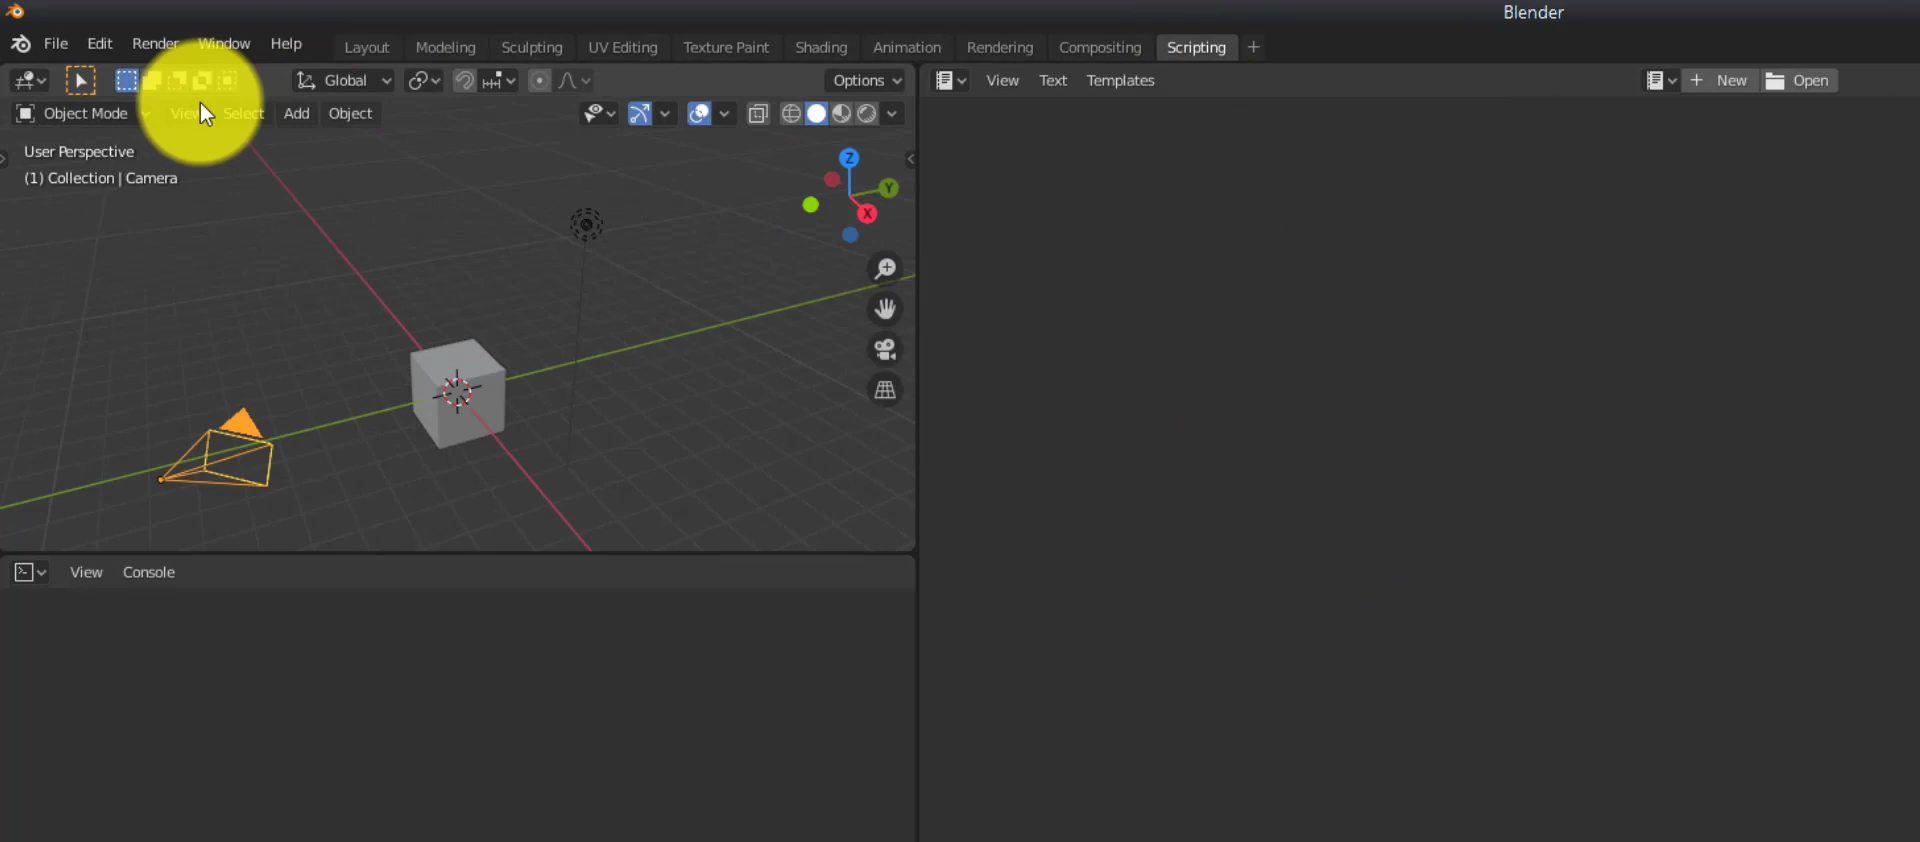 Blender
File Edit Render Window Help Layout Modeling Sculpting UV Editing Texture Paint Shading Animation Rendering Compositing Scripting +
Global Options
Object Mode View Select Add Object
User Perspective
(1) Collection | Camera
Z
Y
X
View Console
View Text Templates + New Open